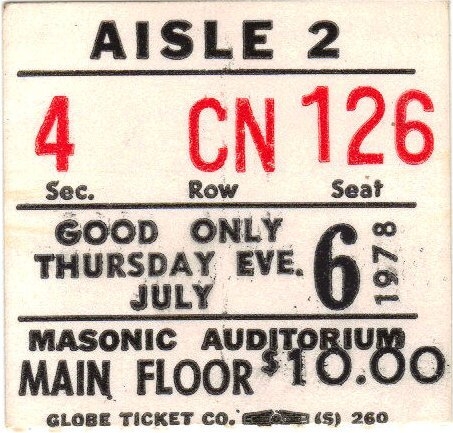 AISLE 2
4 CN 126
Sec. Row Seat
GOOD ONLY
THURSDAY EVE.
JULY 6 1978
MASONIC AUDITORIUM
MAIN FLOOR $10.00
GLOBE TICKET CO. (S) 260